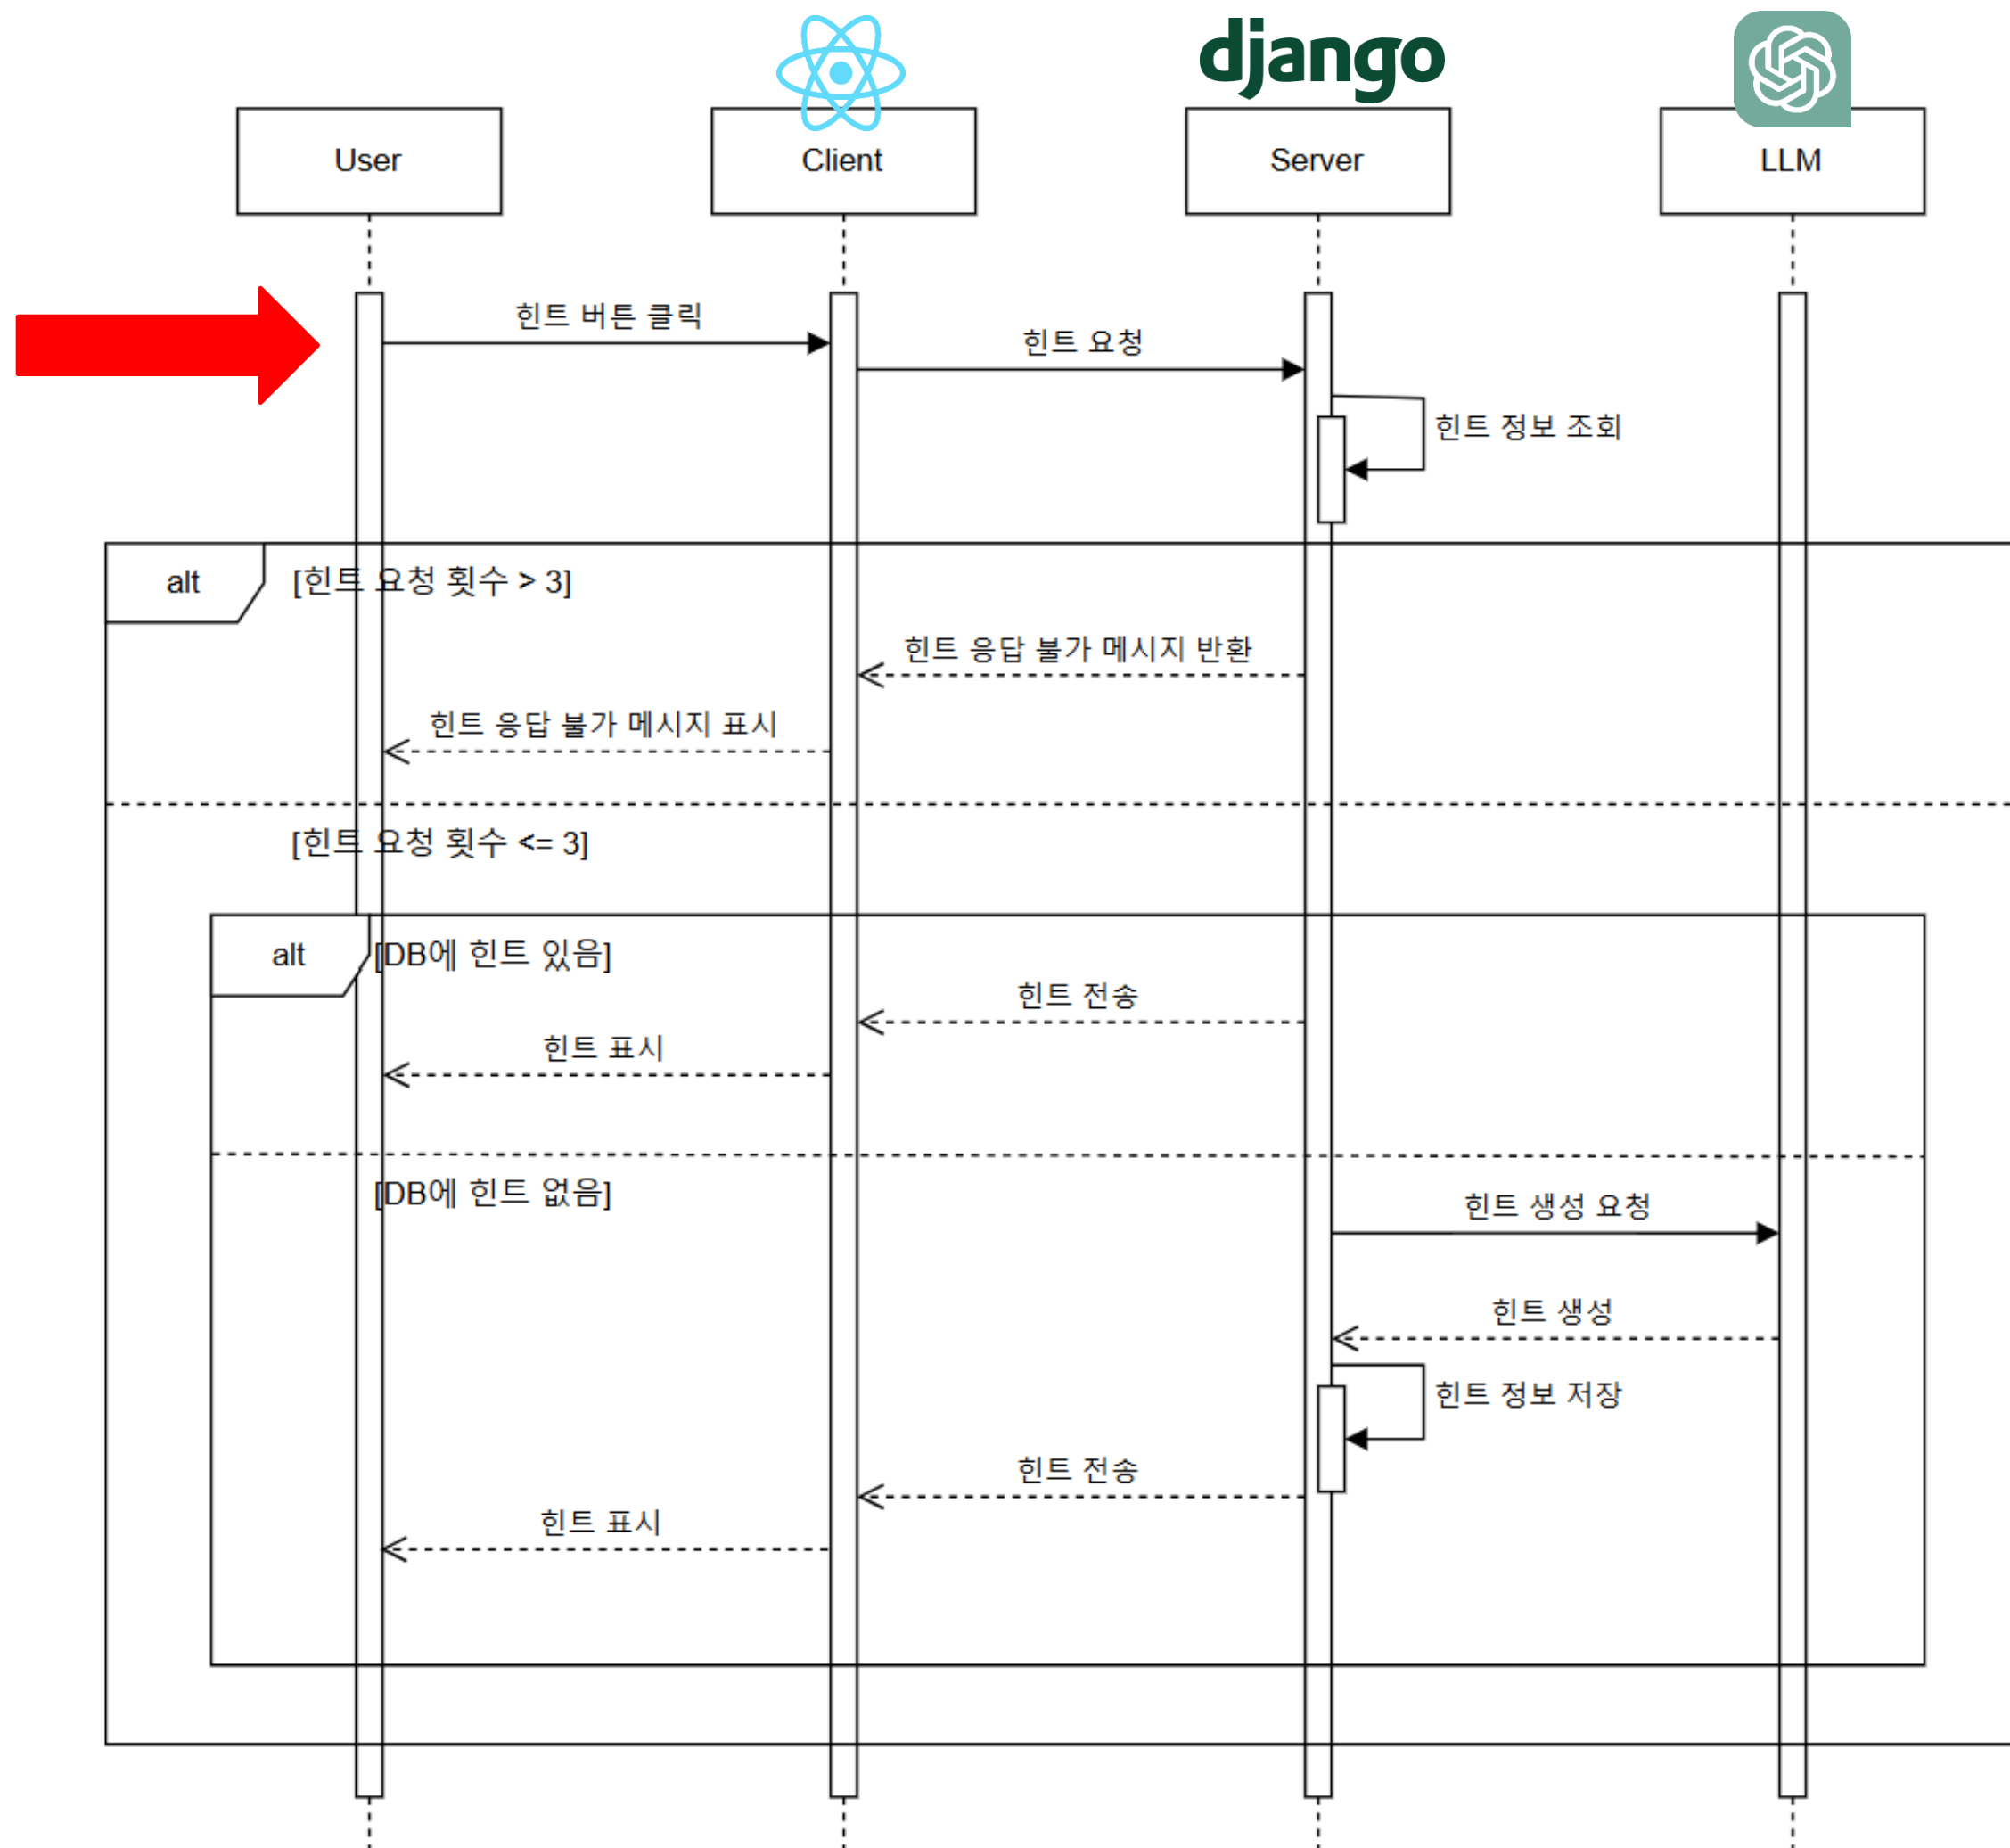 django
User
Client
Server
LLM
힌트 버튼 클릭
힌트 요청
힌트 정보 조회
alt
[힌트 요청 횟수 > 3]
힌트 응답 불가 메시지 반환
힌트 응답 불가 메시지 표시
[힌트 요청 횟수 <= 3]
alt
[DB에 힌트 있음]
힌트 전송
힌트 표시
[DB에 힌트 없음]
힌트 생성 요청
힌트 생성
힌트 정보 저장
힌트 전송
힌트 표시